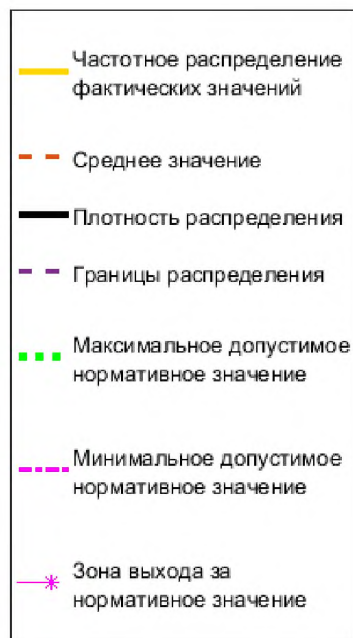 Частотное распределение
фактических значений
Среднее значение
Плотность распределения
Границы распределения
Максимальное допустимое
нормативное значение
Минимальное допустимое
нормативное значение
Зона выхода за
нормативное значение